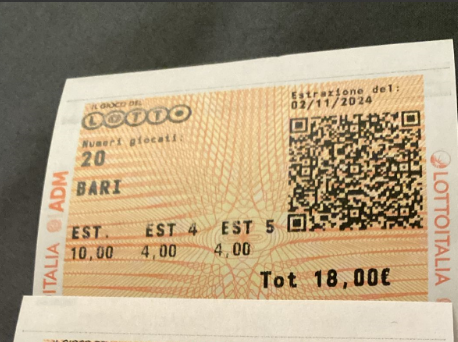 IL GIOCO DEL
LOTTO
Numeri giocati:
20
BARI
Estrazione del:
02/11/2024
EST. EST 4 EST 5
10,00 4,00 4,00
Tot 18,00€
ITALIA ADM
LOTTOITALIA